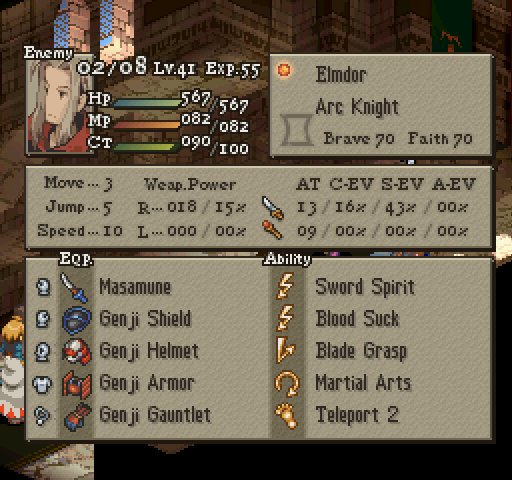 Enemy
02/08 Lv.41 Exp.55
Hp 567/567
Mp 082/082
CT 090/100
Elmdor
Arc Knight
Brave 70 Faith 70
Move... 3 Weap.Power AT C-EV S-EV A-EV
Jump... 5 R... 018 / 15% 13 / 16% / 43% / 00%
Speed... 10 L... 000 / 00% 09 / 00% / 00% / 00%
Eqp. Ability
Masamune Sword Spirit
Genji Shield Blood Suck
Genji Helmet Blade Grasp
Genji Armor Martial Arts
Genji Gauntlet Teleport 2